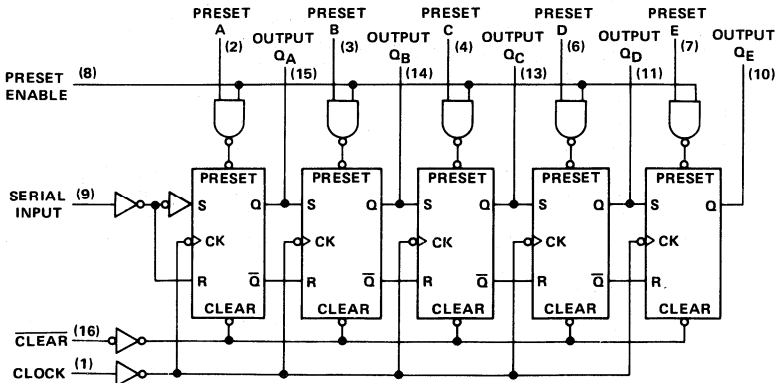 PRESET PRESET PRESET PRESET PRESET
A B C D E
(2) (3) (4) (6) (7)
OUTPUT OUTPUT OUTPUT OUTPUT OUTPUT
QA QB QC QD QE
(15) (14) (13) (11) (10)
PRESET (8)
ENABLE
PRESET PRESET PRESET PRESET PRESET
SERIAL (9)
INPUT
S Q S Q S Q S Q S Q
CK CK CK CK CK
R Q̅ R Q̅ R Q̅ R Q̅ R
CLEAR CLEAR CLEAR CLEAR CLEAR
C̅L̅E̅A̅R̅ (16)
CLOCK (1)